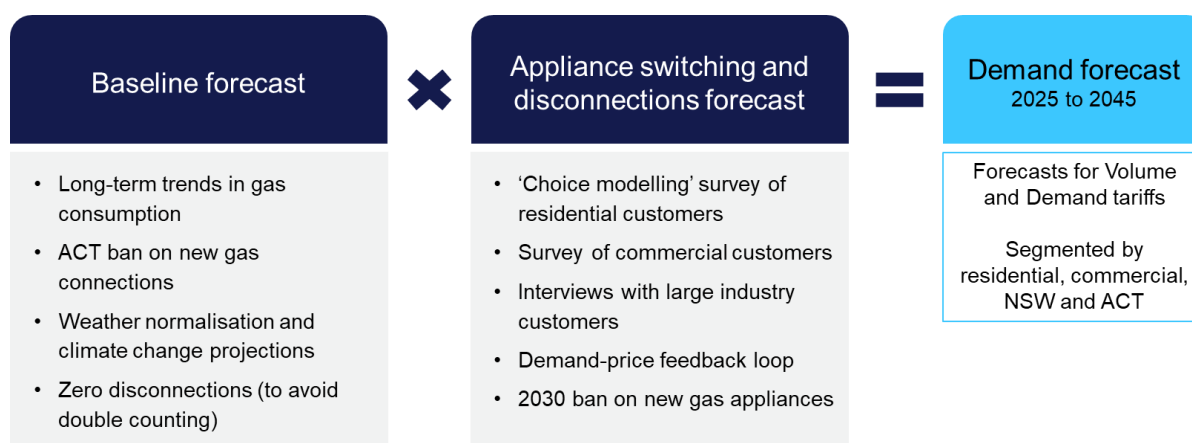 Baseline forecast
Appliance switching and
disconnections forecast
Demand forecast
2025 to 2045
• Long-term trends in gas
consumption
• ACT ban on new gas
connections
• Weather normalisation and
climate change projections
• Zero disconnections (to avoid
double counting)
• ‘Choice modelling’ survey of
residential customers
• Survey of commercial customers
• Interviews with large industry
customers
• Demand-price feedback loop
• 2030 ban on new gas appliances
Forecasts for Volume
and Demand tariffs
Segmented by
residential, commercial,
NSW and ACT